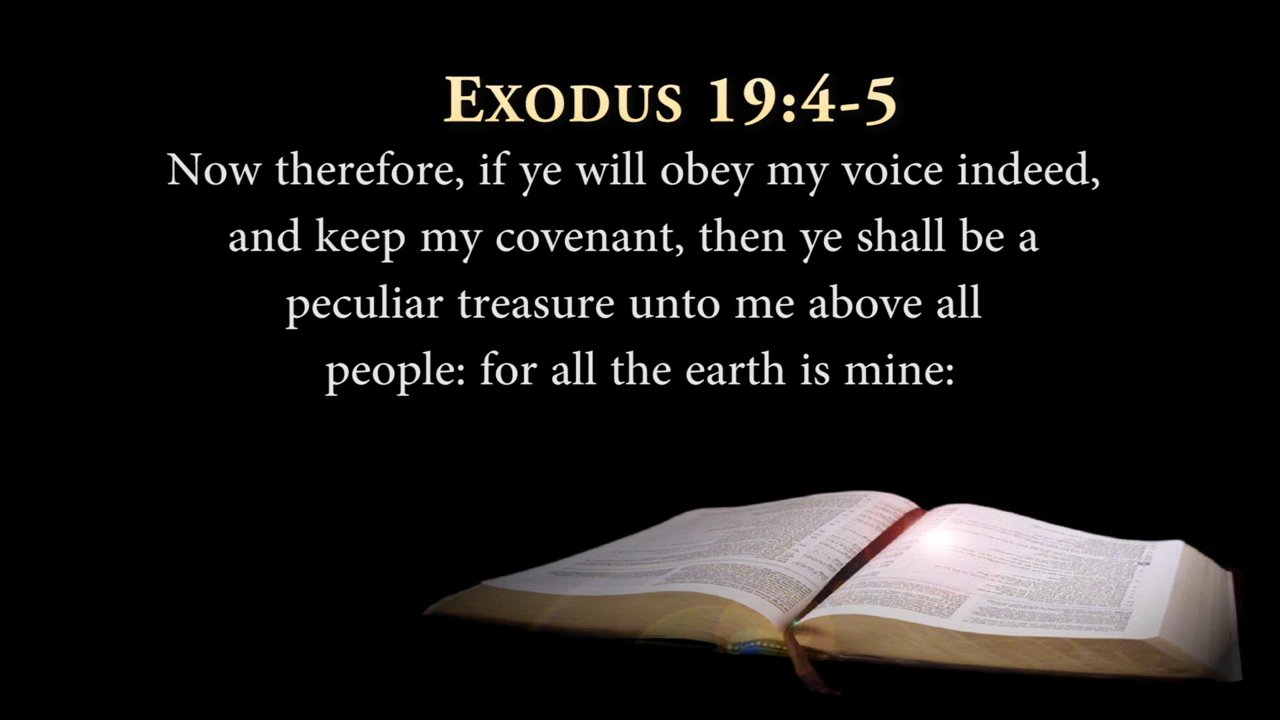 Exodus 19:4-5
Now therefore, if ye will obey my voice indeed,
and keep my covenant, then ye shall be a
peculiar treasure unto me above all
people: for all the earth is mine: